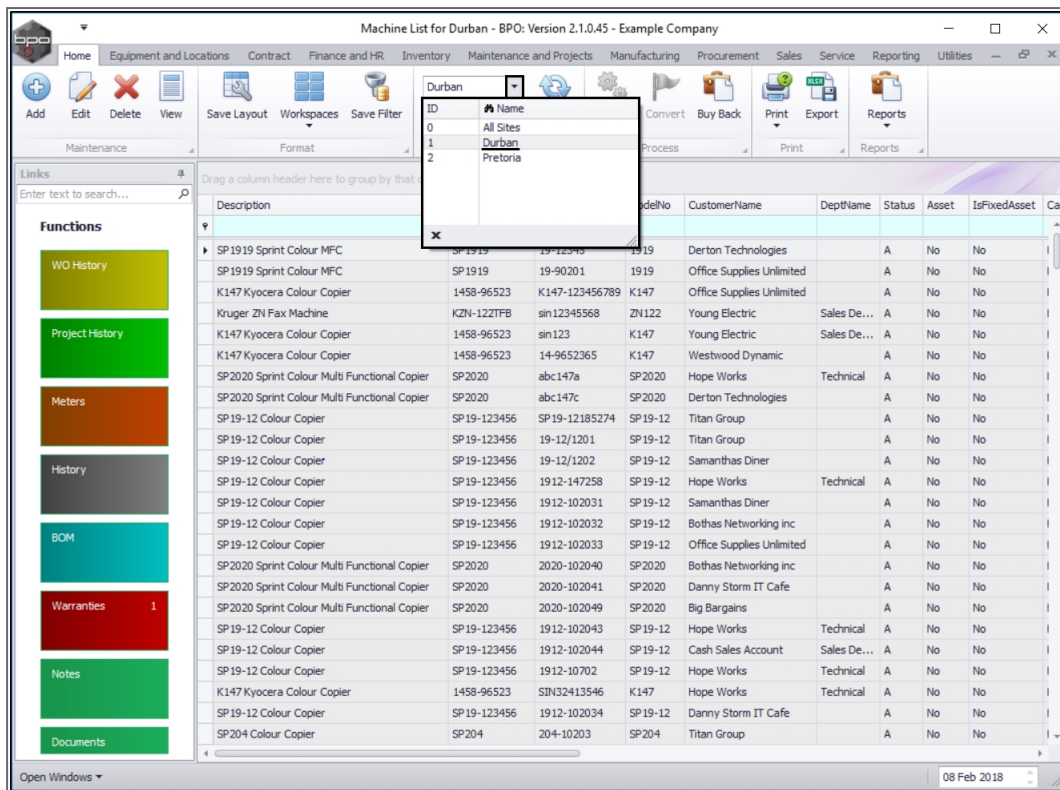 Machine List for Durban - BPO: Version 2.1.0.45 - Example Company
bpo
Home Equipment and Locations Contract Finance and HR Inventory Maintenance and Projects Manufacturing Procurement Sales Service Reporting Utilities
Durban
Add Edit Delete View Save Layout Workspaces Save Filter Convert Buy Back Print Export Reports
Maintenance Format Process Print Reports
ID Name
0 All Sites
1 Durban
2 Pretoria
Links
Enter text to search...
Drag a column header here to group by that
Functions
WO History
Project History
Meters
History
BOM
Warranties 1
Notes
Documents
Description CustomerName DeptName Status Asset IsFixedAsset Ca
SP1919 Sprint Colour MFC SP1919 19-12345 1919 Derton Technologies A No No
SP1919 Sprint Colour MFC SP1919 19-90201 1919 Office Supplies Unlimited A No No
K147 Kyocera Colour Copier 1458-96523 K147-123456789 K147 Office Supplies Unlimited A No No
Kruger ZN Fax Machine KZN-122TFB sin12345568 ZN122 Young Electric Sales De... A No No
K147 Kyocera Colour Copier 1458-96523 sin123 K147 Young Electric Sales De... A No No
K147 Kyocera Colour Copier 1458-96523 14-9652365 K147 Westwood Dynamic A No No
SP2020 Sprint Colour Multi Functional Copier SP2020 abc147a SP2020 Hope Works Technical A No No
SP2020 Sprint Colour Multi Functional Copier SP2020 abc147c SP2020 Derton Technologies A No No
SP19-12 Colour Copier SP19-123456 SP19-12185274 SP19-12 Titan Group A No No
SP19-12 Colour Copier SP19-123456 19-12/1201 SP19-12 Titan Group A No No
SP19-12 Colour Copier SP19-123456 19-12/1202 SP19-12 Samanthas Diner A No No
SP19-12 Colour Copier SP19-123456 1912-147258 SP19-12 Hope Works Technical A No No
SP19-12 Colour Copier SP19-123456 1912-102031 SP19-12 Samanthas Diner A No No
SP19-12 Colour Copier SP19-123456 1912-102032 SP19-12 Bothas Networking inc A No No
SP19-12 Colour Copier SP19-123456 1912-102033 SP19-12 Office Supplies Unlimited A No No
SP2020 Sprint Colour Multi Functional Copier SP2020 2020-102040 SP2020 Bothas Networking inc A No No
SP2020 Sprint Colour Multi Functional Copier SP2020 2020-102041 SP2020 Danny Storm IT Cafe A No No
SP2020 Sprint Colour Multi Functional Copier SP2020 2020-102049 SP2020 Big Bargains A No No
SP19-12 Colour Copier SP19-123456 1912-102043 SP19-12 Hope Works Technical A No No
SP19-12 Colour Copier SP19-123456 1912-102044 SP19-12 Cash Sales Account Sales De... A No No
SP19-12 Colour Copier SP19-123456 1912-10702 SP19-12 Hope Works Technical A No No
K147 Kyocera Colour Copier 1458-96523 SIN32413546 K147 Hope Works Technical A No No
SP19-12 Colour Copier SP19-123456 1912-102034 SP19-12 Danny Storm IT Cafe A No No
SP204 Colour Copier SP204 204-10203 SP204 Titan Group A No No
Open Windows
08 Feb 2018